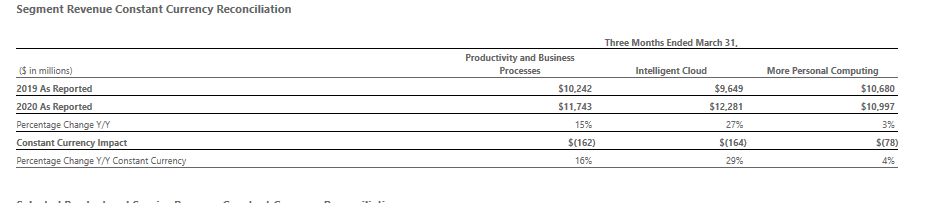 Segment Revenue Constant Currency Reconciliation
Three Months Ended March 31,
Productivity and Business
($ in millions) Processes Intelligent Cloud More Personal Computing
2019 As Reported $10,242 $9,649 $10,680
2020 As Reported $11,743 $12,281 $10,997
Percentage Change Y/Y 15% 27% 3%
Constant Currency Impact $(162) $(164) $(78)
Percentage Change Y/Y Constant Currency 16% 29% 4%